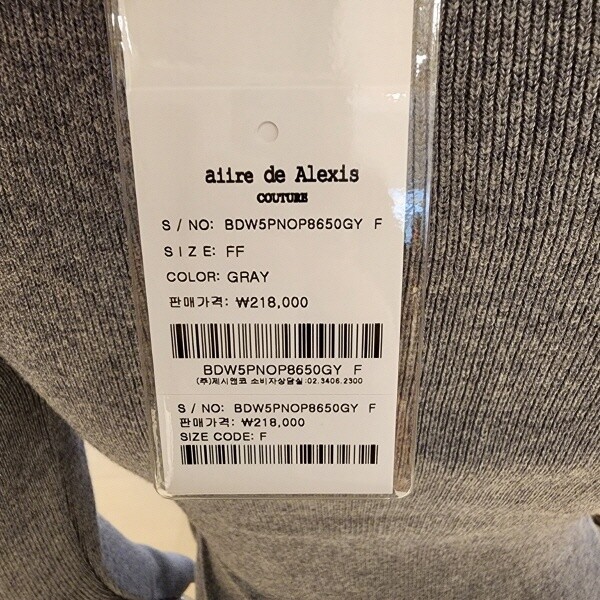 aiire de Alexis
COUTURE
S / NO: BDW5PNOP8650GY F
SIZE: FF
COLOR: GRAY
판매가격: ₩218,000
BDW5PNOP8650GY F
(주)제시앤코 소비자상담실:02.3406.2300
S / NO: BDW5PNOP8650GY F
판매가격: ₩218,000
SIZE CODE: F